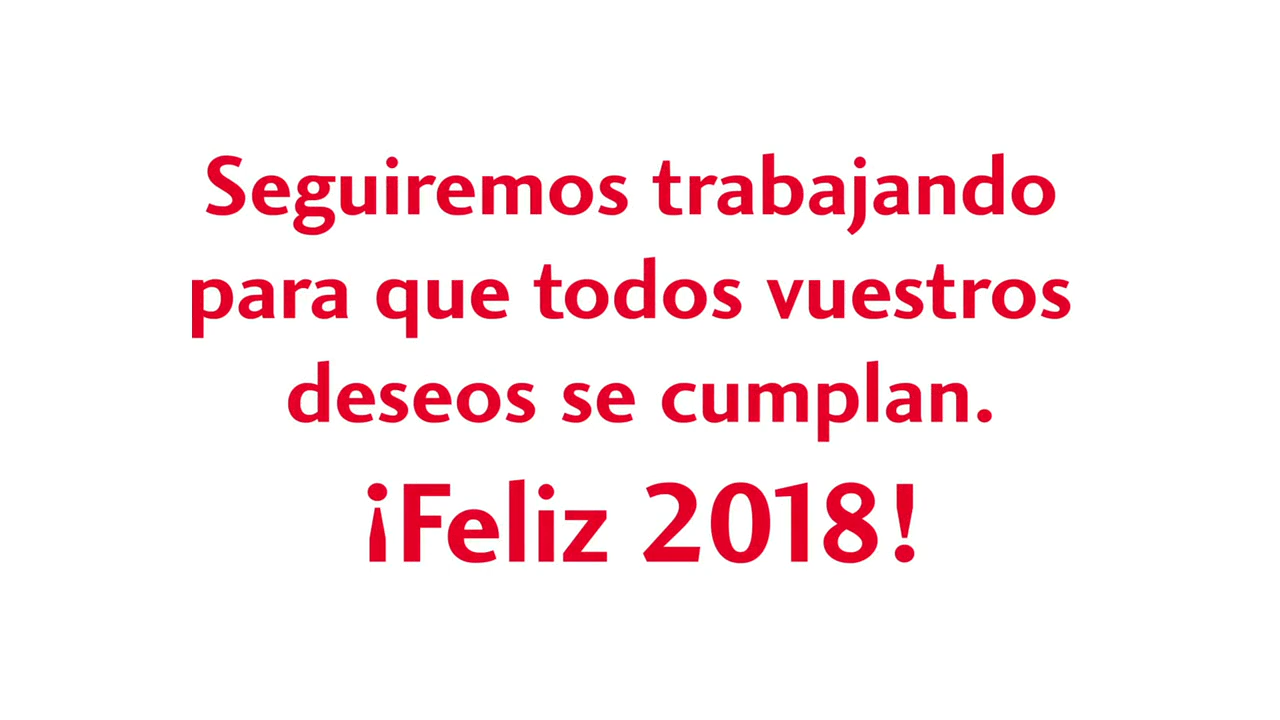 Seguiremos trabajando
para que todos vuestros
deseos se cumplan.
¡Feliz 2018!